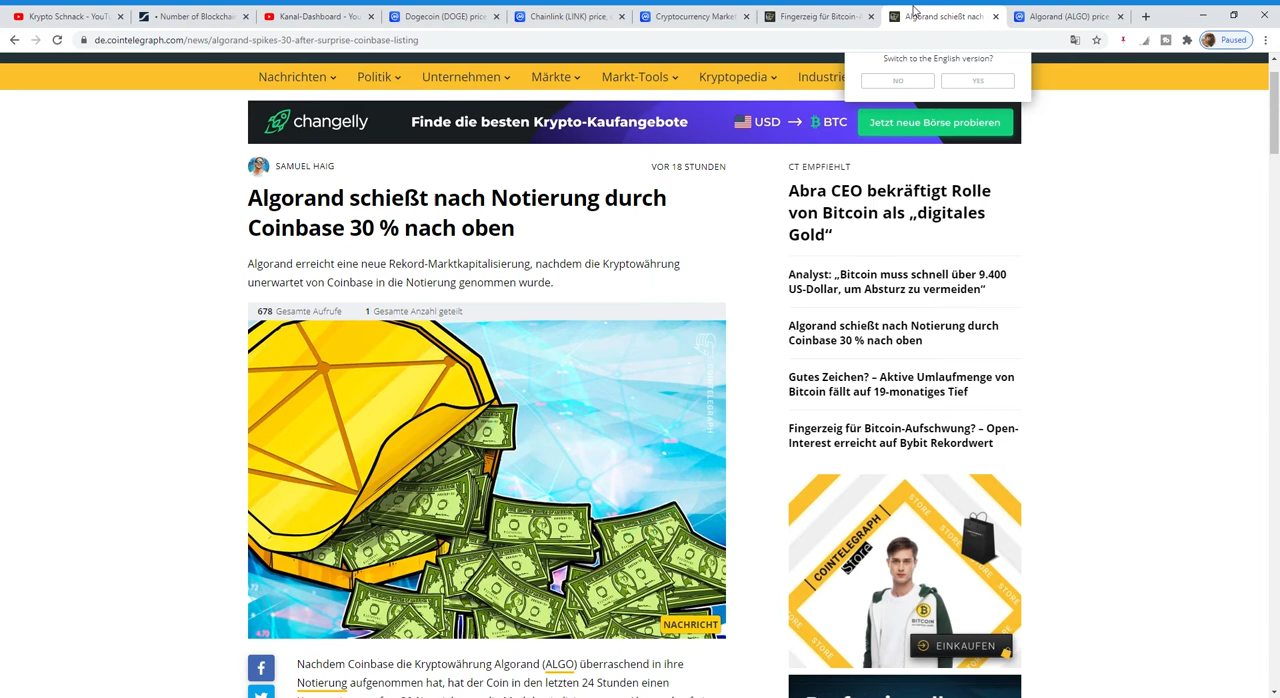 Krypto Schnack - YouTu
• Number of Blockchain
Kanal-Dashboard - You
Dogecoin (DOGE) price
Chainlink (LINK) price, c
Cryptocurrency Market
Fingerzeig für Bitcoin-A
Algorand schießt nach
Algorand (ALGO) price
de.cointelegraph.com/news/algorand-spikes-30-after-surprise-coinbase-listing
Paused
Switch to the English version?
NO
YES
Nachrichten
Politik
Unternehmen
Märkte
Markt-Tools
Kryptopedia
Industrie
changelly
Finde die besten Krypto-Kaufangebote
USD → BTC
Jetzt neue Börse probieren
SAMUEL HAIG
VOR 18 STUNDEN
Algorand schießt nach Notierung durch
Coinbase 30 % nach oben
Algorand erreicht eine neue Rekord-Marktkapitalisierung, nachdem die Kryptowährung
unerwartet von Coinbase in die Notierung genommen wurde.
678 Gesamte Aufrufe
1 Gesamte Anzahl geteilt
COINTELEGRAPH
NACHRICHT
Nachdem Coinbase die Kryptowährung Algorand (ALGO) überraschend in ihre
Notierung aufgenommen hat, hat der Coin in den letzten 24 Stunden einen
CT EMPFIEHLT
Abra CEO bekräftigt Rolle
von Bitcoin als „digitales
Gold“
Analyst: „Bitcoin muss schnell über 9.400
US-Dollar, um Absturz zu vermeiden“
Algorand schießt nach Notierung durch
Coinbase 30 % nach oben
Gutes Zeichen? – Aktive Umlaufmenge von
Bitcoin fällt auf 19-monatiges Tief
Fingerzeig für Bitcoin-Aufschwung? – Open-
Interest erreicht auf Bybit Rekordwert
STORE
STORE
COINTELEGRAPH
Store
STORE
BITCOIN
EINKAUFEN